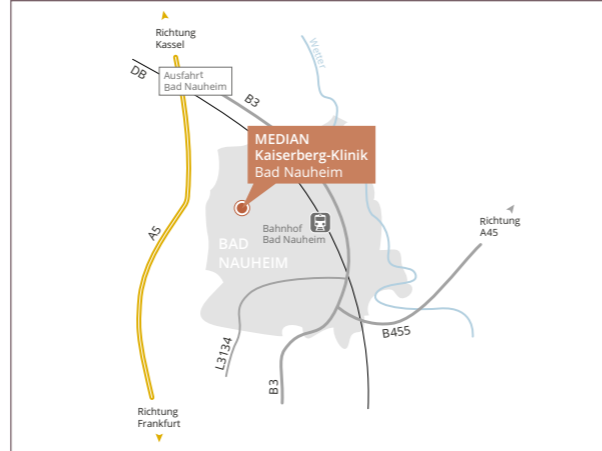 Richtung
Kassel
Wetter
DB
Ausfahrt
Bad Nauheim
B3
MEDIAN
Kaiserberg-Klinik
Bad Nauheim
Richtung
A45
Bahnhof
Bad Nauheim
A5
BAD
NAUHEIM
B455
L3134
B3
Richtung
Frankfurt